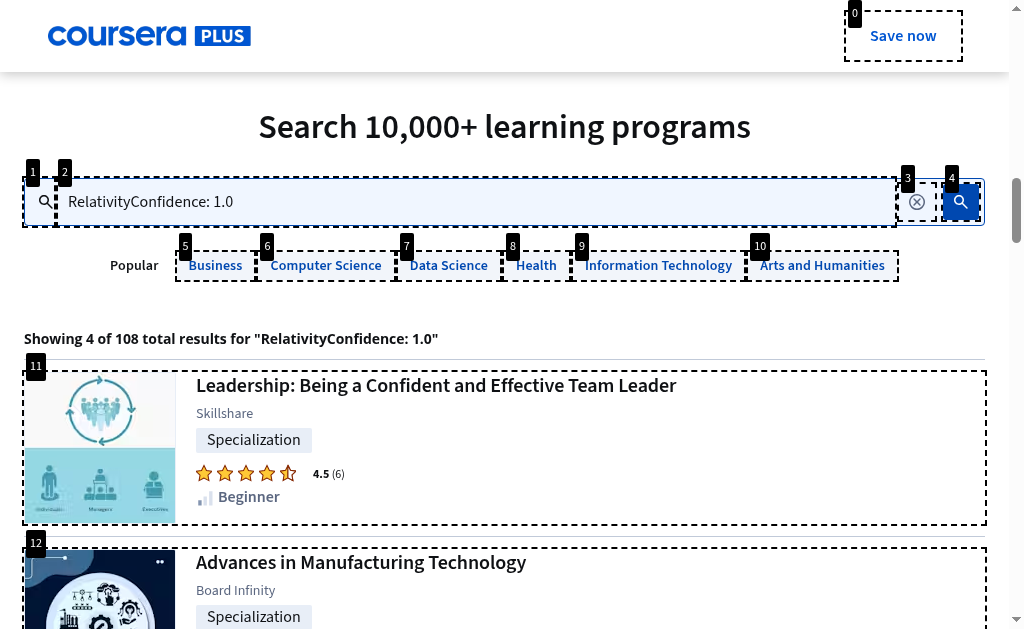 coursera PLUS
0
Save now
Search 10,000+ learning programs
1
2
3
4
RelativityConfidence: 1.0
5
6
7
8
9
10
Popular
Business
Computer Science
Data Science
Health
Information Technology
Arts and Humanities
Showing 4 of 108 total results for "RelativityConfidence: 1.0"
11
Leadership: Being a Confident and Effective Team Leader
Skillshare
Specialization
4.5 (6)
Beginner
Managers
Executives
12
Advances in Manufacturing Technology
Board Infinity
Specialization